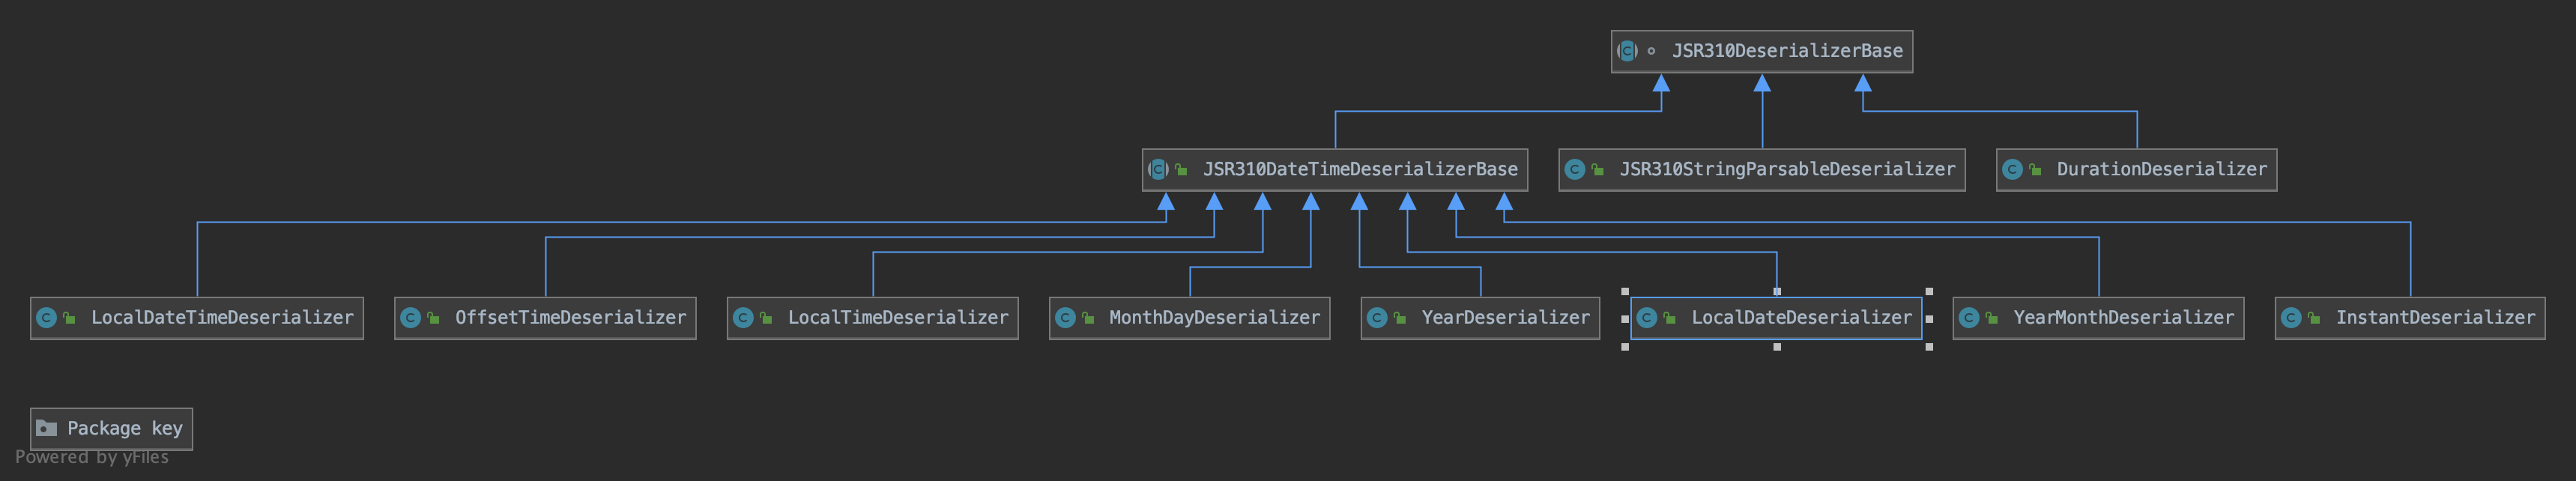 JSR310DeserializerBase
JSR310DateTimeDeserializerBase
JSR310StringParsableDeserializer
DurationDeserializer
LocalDateTimeDeserializer
OffsetTimeDeserializer
LocalTimeDeserializer
MonthDayDeserializer
YearDeserializer
LocalDateDeserializer
YearMonthDeserializer
InstantDeserializer
Package key
Powered by yFiles